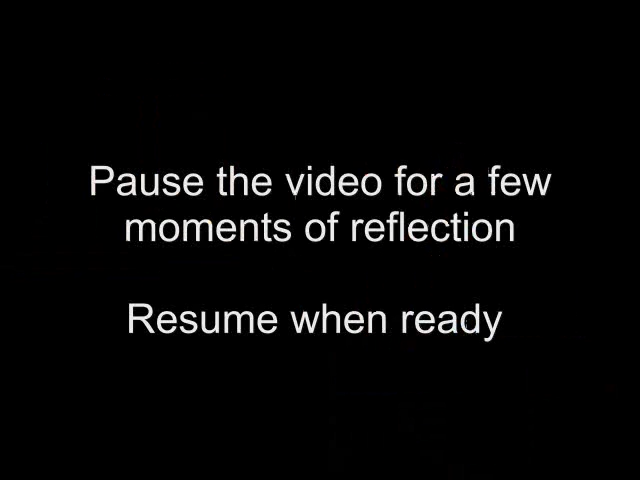 Pause the video for a few
moments of reflection
Resume when ready